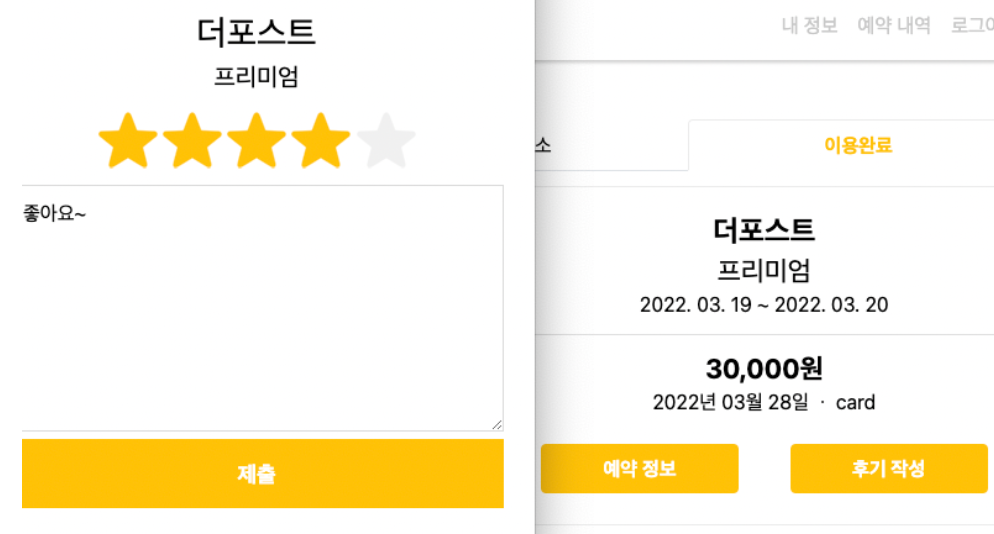 더포스트
프리미엄
좋아요~
제출
내 정보 예약 내역 로그
소
이용완료
더포스트
프리미엄
2022. 03. 19 ~ 2022. 03. 20
30,000원
2022년 03월 28일 · card
예약 정보
후기 작성